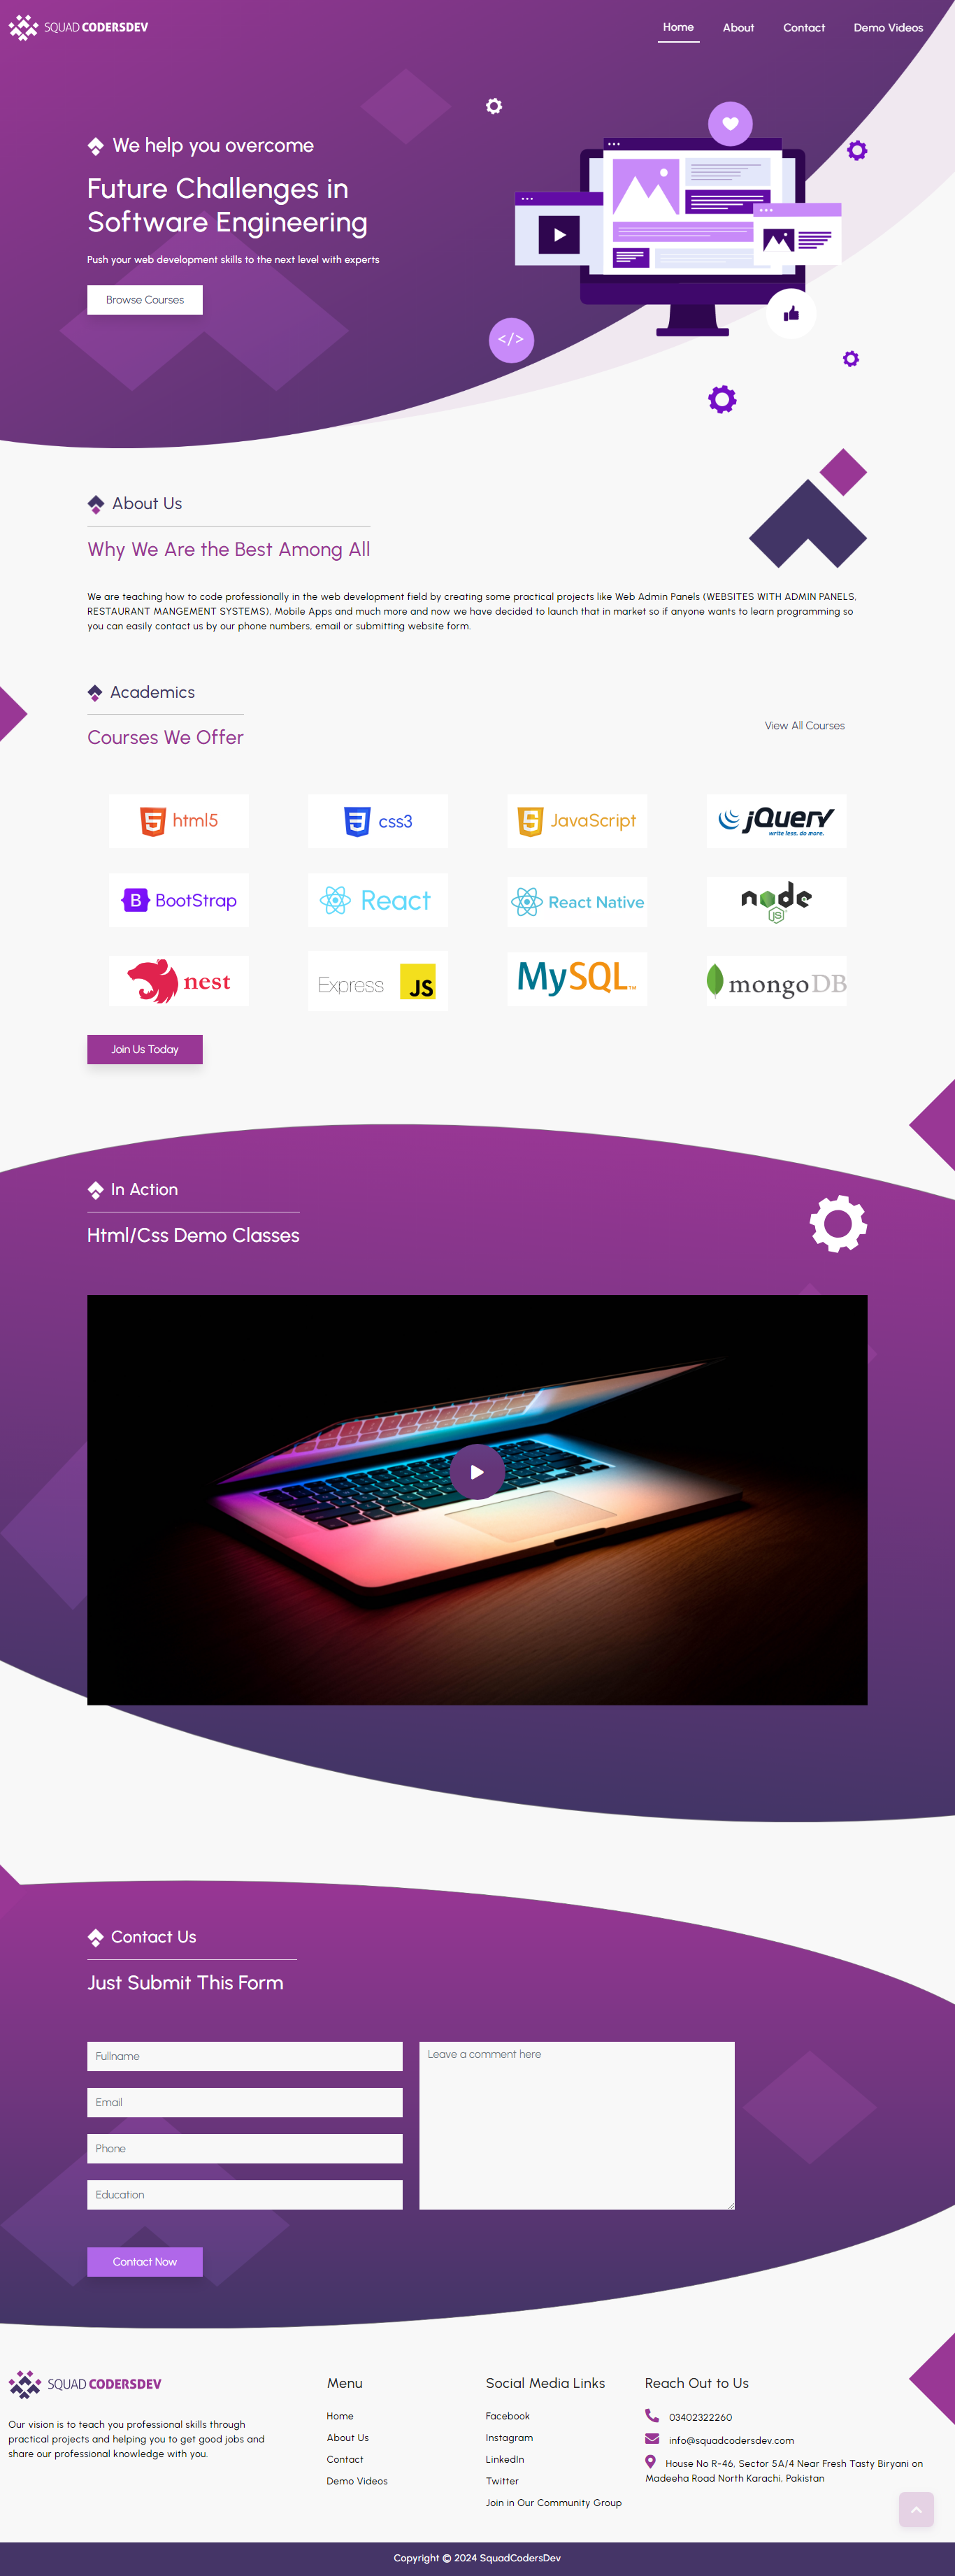 SQUAD CODERSDEV
Home About Contact Demo Videos
We help you overcome
Future Challenges in
Software Engineering
Push your web development skills to the next level with experts
Browse Courses
</>
About Us
Why We Are the Best Among All
We are teaching how to code professionally in the web development field by creating some practical projects like Web Admin Panels (WEBSITES WITH ADMIN PANELS,
RESTAURANT MANGEMENT SYSTEMS), Mobile Apps and much more and now we have decided to launch that in market so if anyone wants to learn programming so
you can easily contact us by our phone numbers, email or submitting website form.
Academics
Courses We Offer
View All Courses
html5
css3
JavaScript
jQuery
write less. do more.
B BootStrap
React
React Native
node
JS
nest
Express JS
MySQL™
mongoDB
Join Us Today
In Action
Html/Css Demo Classes
Contact Us
Just Submit This Form
Fullname
Email
Phone
Education
Leave a comment here
Contact Now
SQUAD CODERSDEV
Our vision is to teach you professional skills through
practical projects and helping you to get good jobs and
share our professional knowledge with you.
Menu
Home
About Us
Contact
Demo Videos
Social Media Links
Facebook
Instagram
LinkedIn
Twitter
Join in Our Community Group
Reach Out to Us
03402322260
info@squadcodersdev.com
House No R-46, Sector 5A/4 Near Fresh Tasty Biryani on
Madeeha Road North Karachi, Pakistan
Copyright © 2024 SquadCodersDev